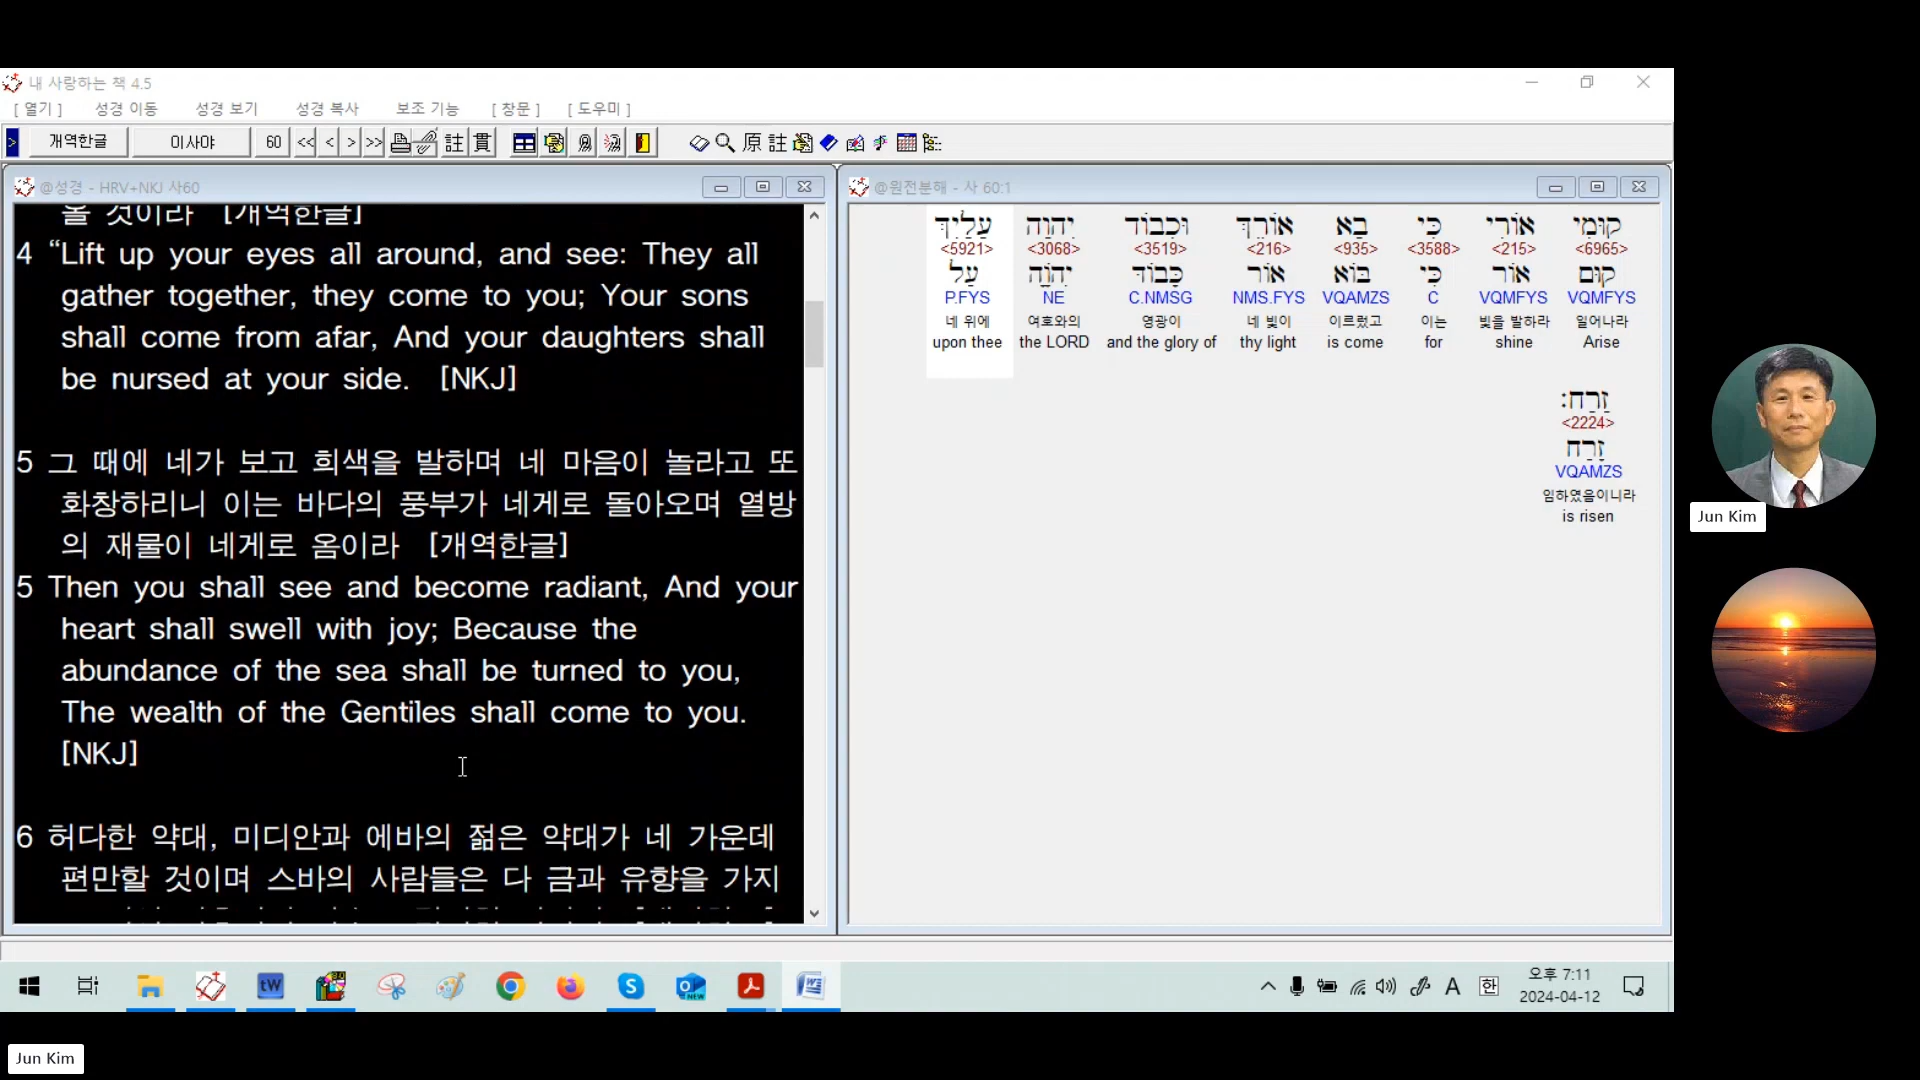 내 사랑하는 책 4.5
[ 열기 ] 성경 이동 성경 보기 성경 복사 보조 기능 [ 창문 ] [ 도우미 ]
개역한글 이사야 60 << < > >> 註 貫 原 註
@성경 - HRV+NKJ 사60
올 것이라 [개역한글]
4 “Lift up your eyes all around, and see: They all
gather together, they come to you; Your sons
shall come from afar, And your daughters shall
be nursed at your side. [NKJ]
5 그 때에 네가 보고 희색을 발하며 네 마음이 놀라고 또
화창하리니 이는 바다의 풍부가 네게로 돌아오며 열방
의 재물이 네게로 옴이라 [개역한글]
5 Then you shall see and become radiant, And your
heart shall swell with joy; Because the
abundance of the sea shall be turned to you,
The wealth of the Gentiles shall come to you.
[NKJ]
6 허다한 약대, 미디안과 에바의 젊은 약대가 네 가운데
편만할 것이며 스바의 사람들은 다 금과 유향을 가지
@원전분해 - 사 60:1
קוּמִי אוֹרִי כִּי בָא אוֹרֵךְ וּכְבוֹד יְהוָה עָלַיִךְ
<5921> <3068> <3519> <216> <935> <3588> <215> <6965>
קוּם אוֹר כִּי בּוֹא אוֹר כָּבוֹד יְהוָה עַל
P.FYS NE C.NMSG NMS.FYS VQAMZS C VQMFYS VQMFYS
네 위에 여호와의 영광이 네 빛이 이르렀고 이는 빛을 발하라 일어나라
upon thee the LORD and the glory of thy light is come for shine Arise
זָרַח׃
<2224>
זָרַח
VQAMZS
임하였음이니라
is risen
Jun Kim
오후 7:11
2024-04-12
A 한
Jun Kim